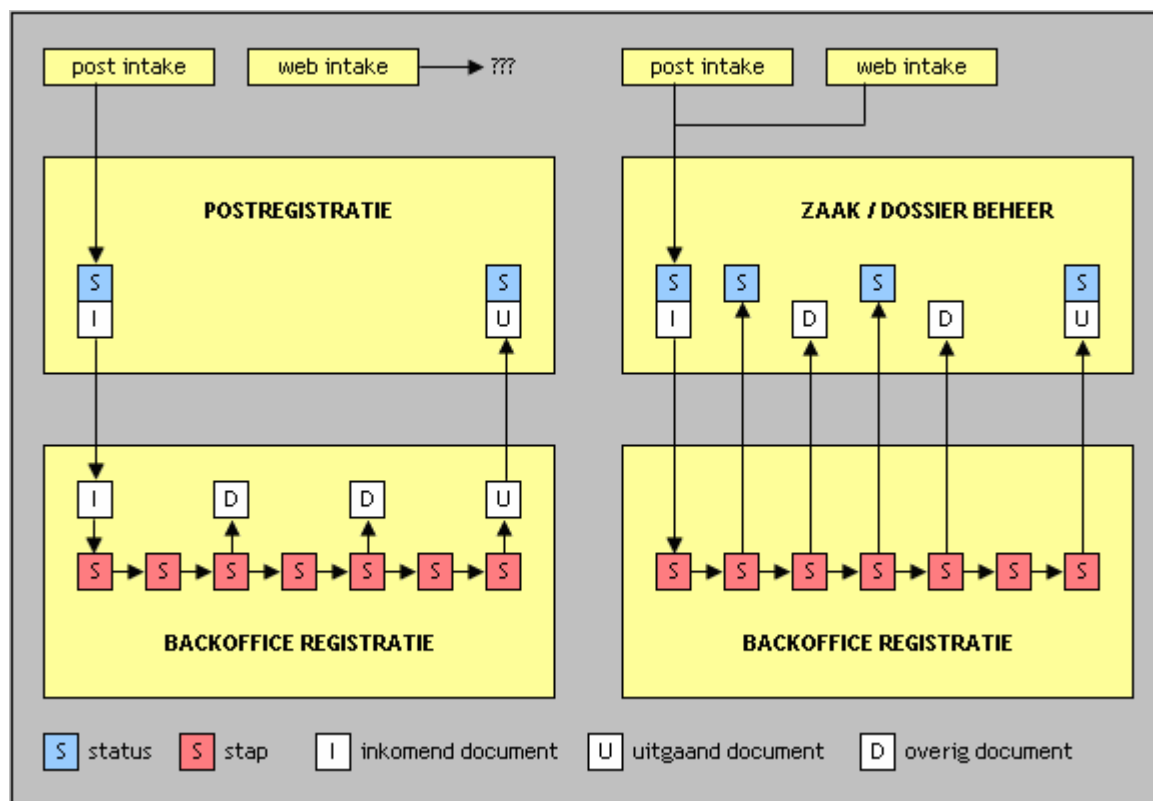 post intake web intake ??? post intake web intake
POSTREGISTRATIE ZAAK / DOSSIER BEHEER
S S S S S S
I U I D D U
I D D U
S S S S S S S S S S S S S S
BACKOFFICE REGISTRATIE BACKOFFICE REGISTRATIE
S status S stap I inkomend document U uitgaand document D overig document